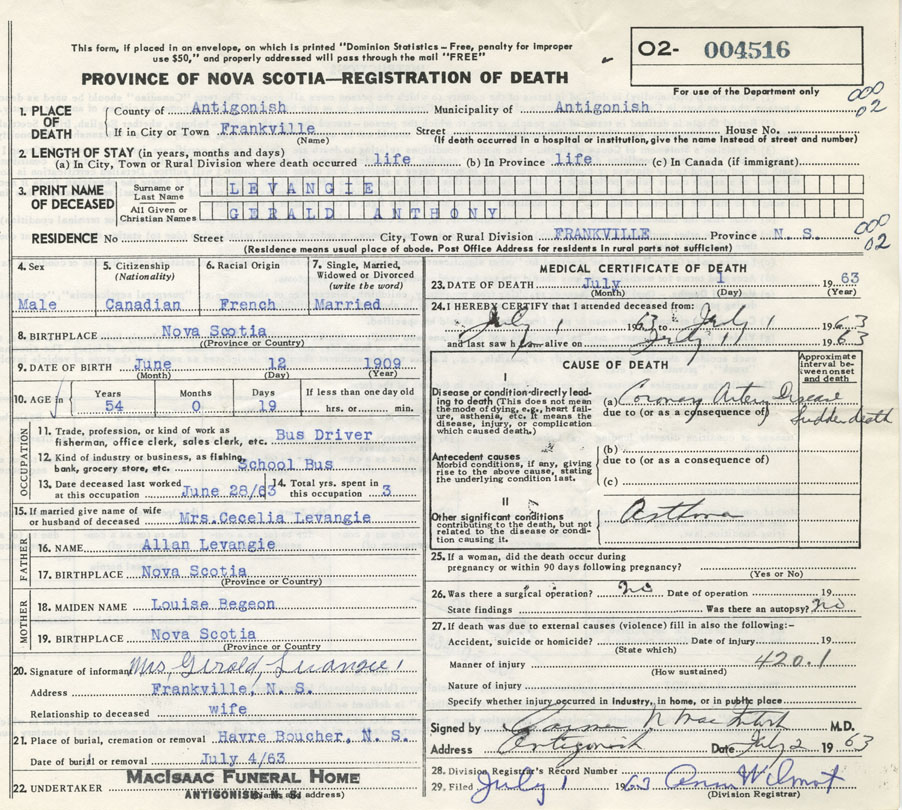 This form, if placed in an envelope, on which is printed "Dominion Statistics – Free, penalty for improper
use $50," and properly addressed will pass through the mail "FREE"
PROVINCE OF NOVA SCOTIA—REGISTRATION OF DEATH
O2- 004516
For use of the Department only
000
02
1. PLACE OF DEATH { County of Antigonish Municipality of Antigonish
If in City or Town Frankville Street House No.
(Name) (If death occurred in a hospital or institution, give the name instead of street and number)
2. LENGTH OF STAY (in years, months and days)
(a) In City, Town or Rural Division where death occurred life (b) In Province life (c) In Canada (if immigrant)
3. PRINT NAME OF DECEASED
Surname or Last Name LEVANGIE
All Given or Christian Names GERALD ANTHONY
000
02
RESIDENCE No Street City, Town or Rural Division FRANKVILLE Province N. S.
(Residence means usual place of abode. Post Office Address for residents in rural parts not sufficient)
4. Sex
Male
5. Citizenship (Nationality)
Canadian
6. Racial Origin
French
7. Single, Married, Widowed or Divorced (write the word)
Married
8. BIRTHPLACE Nova Scotia
(Province or Country)
9. DATE OF BIRTH June 12 1909
(Month) (Day) (Year)
10. AGE in Years Months Days If less than one day old
54 0 19 hrs. or min.
OCCUPATION
11. Trade, profession, or kind of work as
fisherman, office clerk, sales clerk, etc. Bus Driver
12. Kind of industry or business, as fishing,
bank, grocery store, etc. School Bus
13. Date deceased last worked at this occupation June 28/63
14. Total yrs. spent in this occupation 3
15. If married give name of wife
or husband of deceased Mrs.Cecelia Levangie
FATHER
16. NAME Allan Levangie
17. BIRTHPLACE Nova Scotia
(Province or Country)
MOTHER
18. MAIDEN NAME Louise Begeon
19. BIRTHPLACE Nova Scotia
(Province or Country
20. Signature of informant Mrs, Gerald,
Address Frankville, N. S.
Relationship to deceased wife
21. Place of burial, cremation or removal Havre Boucher, N. S.
Date of burial or removal July 4/63
22. UNDERTAKER MACISAAC FUNERAL HOME
ANTIGONISH, N. S. address)
MEDICAL CERTIFICATE OF DEATH
23. DATE OF DEATH July 1 19 63
(Month) (Day) (Year)
24. I HEREBY CERTIFY that I attended deceased from:
July 1 1963 to July 1 1963
and last saw h alive on July 1 1963
CAUSE OF DEATH
Approximate interval between onset and death
I
Disease or condition directly leading to death (This does not mean the mode of dying, e.g., heart failure, asthenia, etc. It means the disease, injury, or complication which caused death.)
(a) Coronary Artery Disease
due to (or as a consequence of)
Sudden death
Antecedent causes
Morbid conditions, if any, giving rise to the above cause, stating the underlying condition last.
(b)
due to (or as a consequence of)
(c)
II
Other significant conditions
contributing to the death, but not related to the disease or condition causing it.
Asthma
25. If a woman, did the death occur during
pregnancy or within 90 days following pregnancy?
(Yes or No)
26. Was there a surgical operation? no Date of operation 19
State findings Was there an autopsy? no
27. If death was due to external causes (violence) fill in also the following:–
Accident, suicide or homicide? Date of injury 19
(State which)
Manner of injury 420.1
(How sustained)
Nature of injury
Specify whether injury occurred in Industry, in home, or in public place
Signed by N MacIntosh M.D.
Address Antigonish Date July 2 1963
28. Division Registrar's Record Number
29. Filed July 1 1963 Ann Wilmot
(Division Registrar)